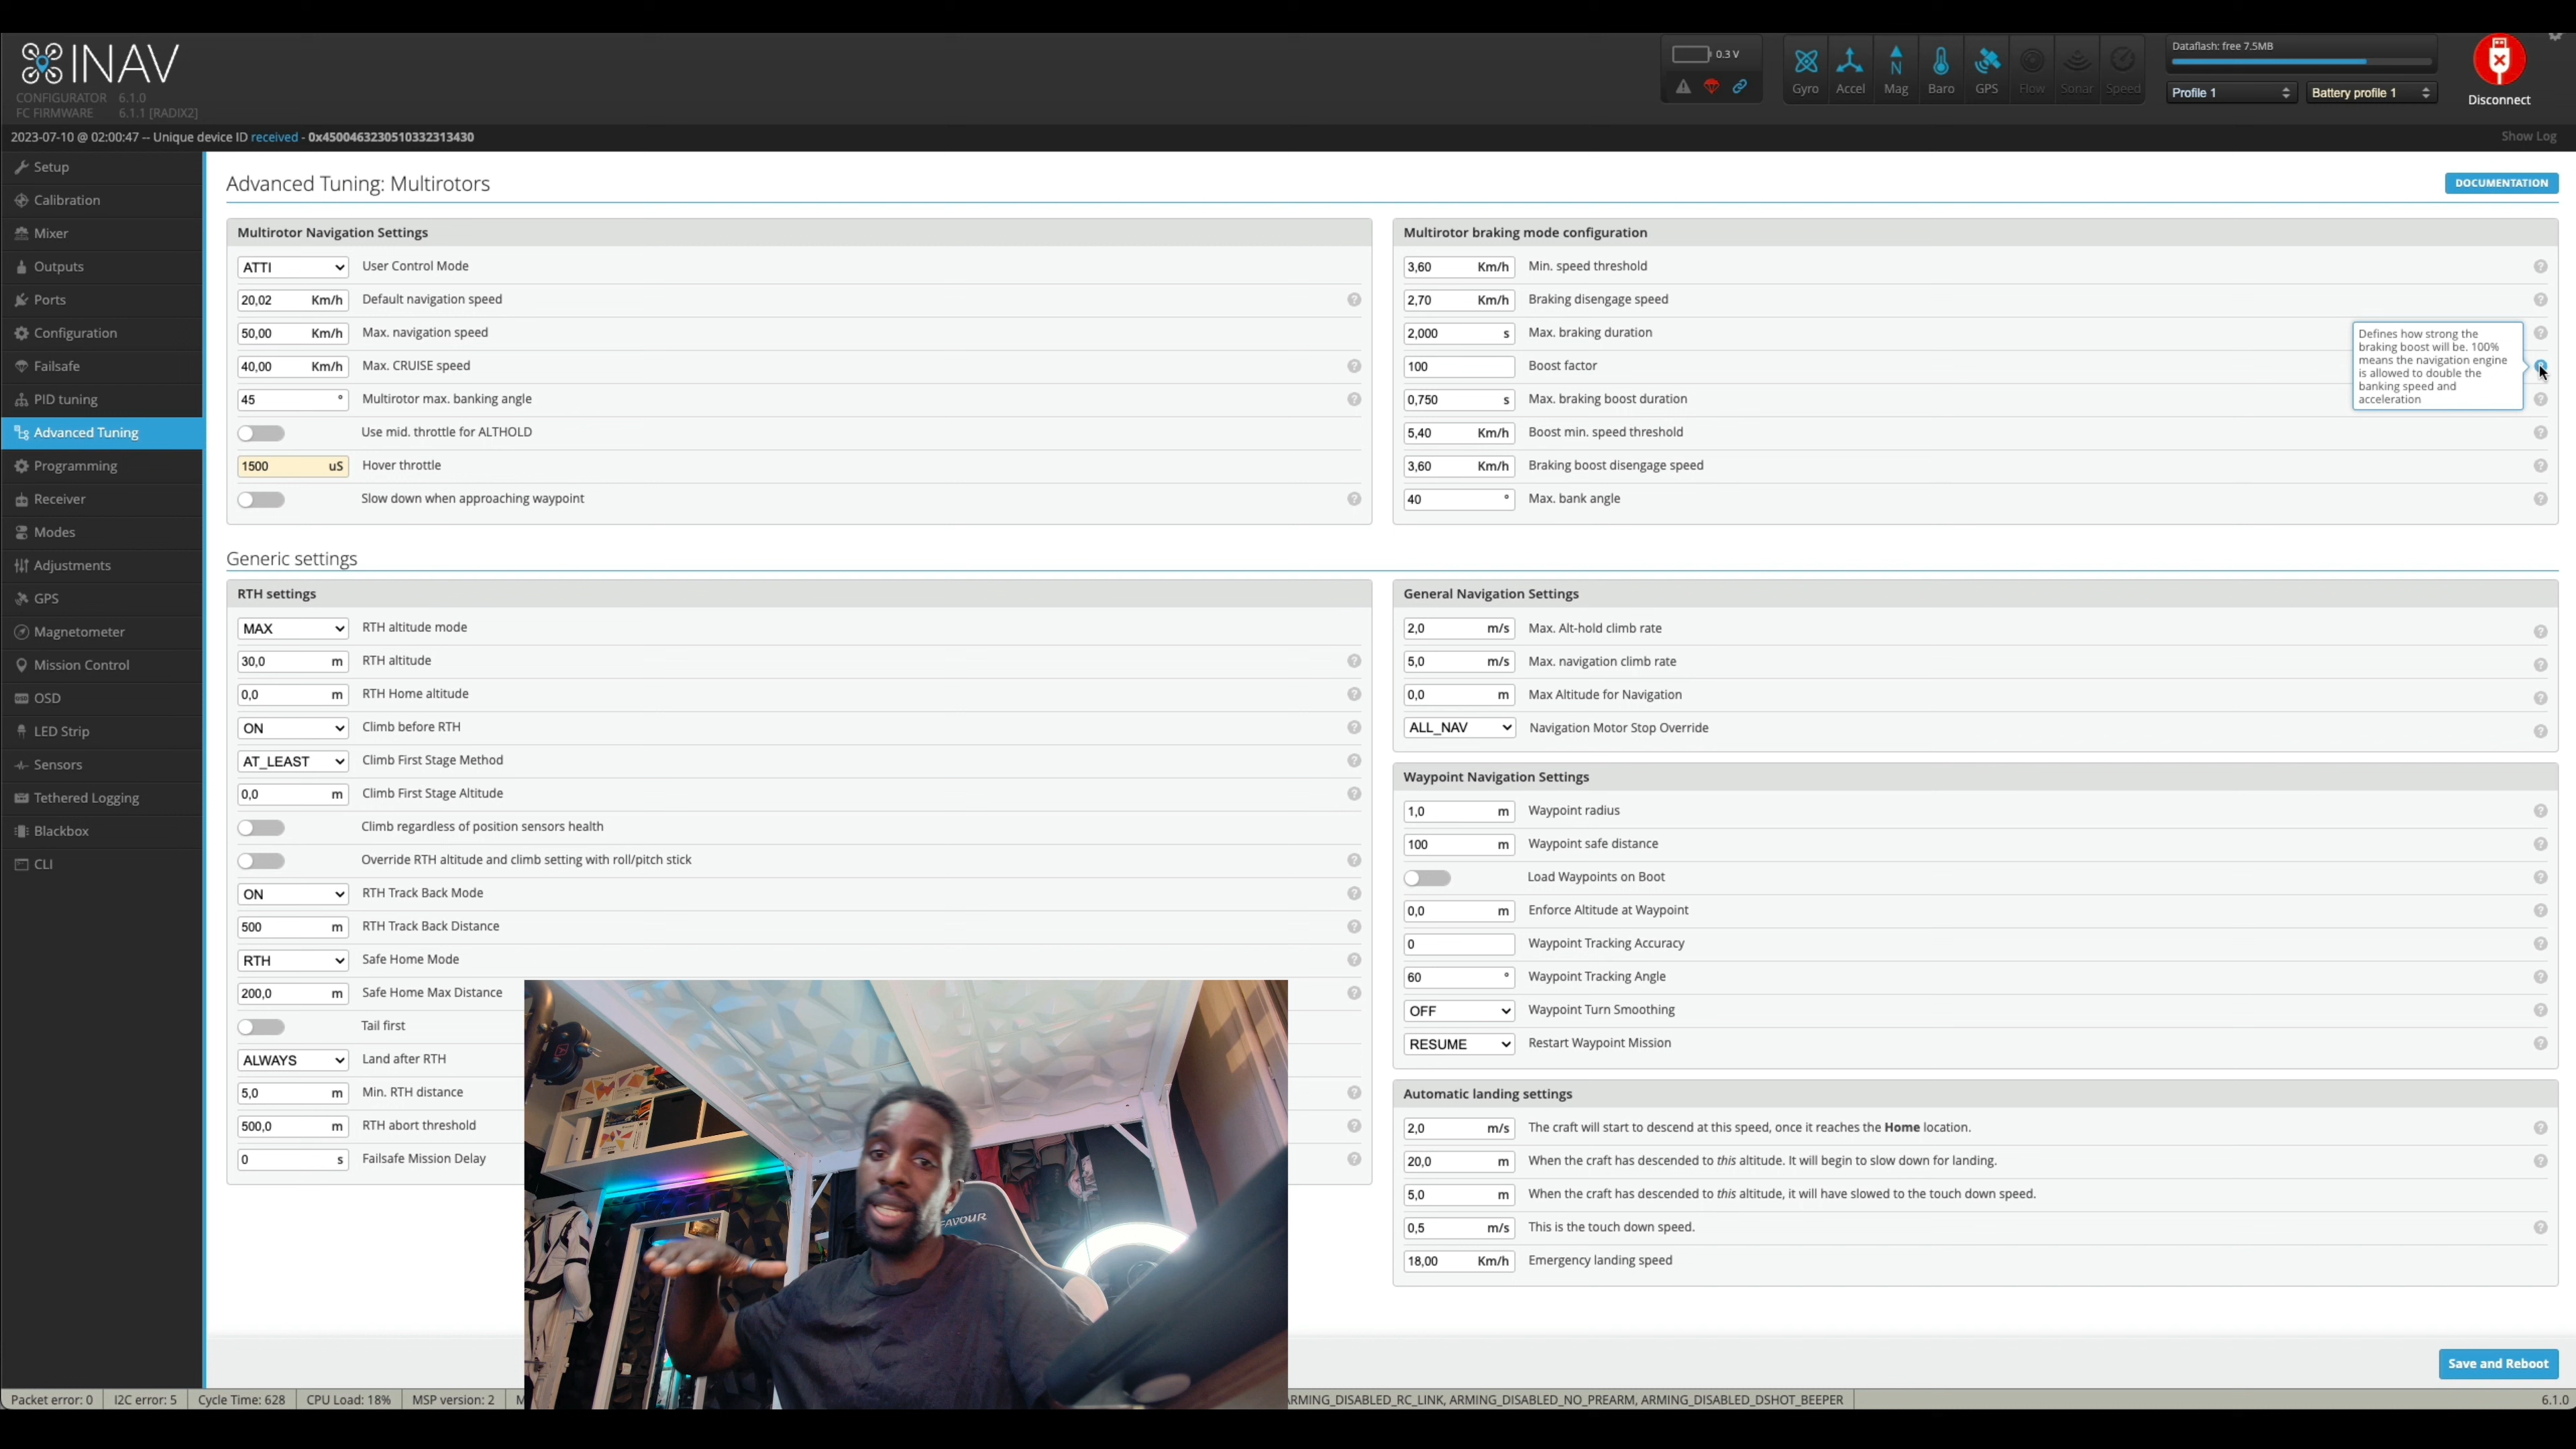 INAV
CONFIGURATOR 6.1.0
FC FIRMWARE 6.1.1 [RADIX2]
0.3 V
Gyro Accel Mag Baro GPS Flow Sonar Speed
Dataflash: free 7.5MB
Profile 1 Battery profile 1
Disconnect
2023-07-10 @ 02:00:47 -- Unique device ID received - 0x4500463230510332313430
Show Log
Setup
Calibration
Mixer
Outputs
Ports
Configuration
Failsafe
PID tuning
Advanced Tuning
Programming
Receiver
Modes
Adjustments
GPS
Magnetometer
Mission Control
OSD
LED Strip
Sensors
Tethered Logging
Blackbox
CLI
Advanced Tuning: Multirotors
DOCUMENTATION
Multirotor Navigation Settings
ATTI User Control Mode
20,02 Km/h Default navigation speed
50,00 Km/h Max. navigation speed
40,00 Km/h Max. CRUISE speed
45 ° Multirotor max. banking angle
Use mid. throttle for ALTHOLD
1500 uS Hover throttle
Slow down when approaching waypoint
Multirotor braking mode configuration
3,60 Km/h Min. speed threshold
2,70 Km/h Braking disengage speed
2,000 s Max. braking duration
100 Boost factor
0,750 s Max. braking boost duration
5,40 Km/h Boost min. speed threshold
3,60 Km/h Braking boost disengage speed
40 ° Max. bank angle
Defines how strong the
braking boost will be. 100%
means the navigation engine
is allowed to double the
banking speed and
acceleration
Generic settings
RTH settings
MAX RTH altitude mode
30,0 m RTH altitude
0,0 m RTH Home altitude
ON Climb before RTH
AT_LEAST Climb First Stage Method
0,0 m Climb First Stage Altitude
Climb regardless of position sensors health
Override RTH altitude and climb setting with roll/pitch stick
ON RTH Track Back Mode
500 m RTH Track Back Distance
RTH Safe Home Mode
200,0 m Safe Home Max Distance
Tail first
ALWAYS Land after RTH
5,0 m Min. RTH distance
500,0 m RTH abort threshold
0 s Failsafe Mission Delay
General Navigation Settings
2,0 m/s Max. Alt-hold climb rate
5,0 m/s Max. navigation climb rate
0,0 m Max Altitude for Navigation
ALL_NAV Navigation Motor Stop Override
Waypoint Navigation Settings
1,0 m Waypoint radius
100 m Waypoint safe distance
Load Waypoints on Boot
0,0 m Enforce Altitude at Waypoint
0 Waypoint Tracking Accuracy
60 ° Waypoint Tracking Angle
OFF Waypoint Turn Smoothing
RESUME Restart Waypoint Mission
Automatic landing settings
2,0 m/s The craft will start to descend at this speed, once it reaches the Home location.
20,0 m When the craft has descended to this altitude. It will begin to slow down for landing.
5,0 m When the craft has descended to this altitude, it will have slowed to the touch down speed.
0,5 m/s This is the touch down speed.
18,00 Km/h Emergency landing speed
Save and Reboot
Packet error: 0 I2C error: 5 Cycle Time: 628 CPU Load: 18% MSP version: 2 ARMING_DISABLED_RC_LINK, ARMING_DISABLED_NO_PREARM, ARMING_DISABLED_DSHOT_BEEPER 6.1.0